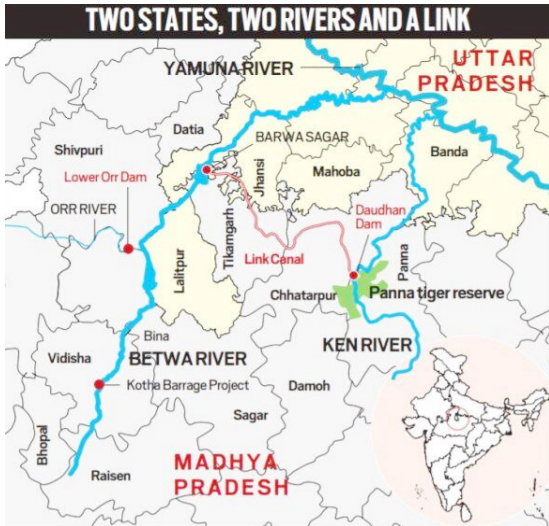 TWO STATES, TWO RIVERS AND A LINK
YAMUNA RIVER
UTTAR
PRADESH
Datia
BARWA SAGAR
Shivpuri
Banda
Lower Orr Dam
Jhansi
Mahoba
ORR RIVER
Daudhan
Dam
Tikamgarh
Link Canal
Lalitpur
Panna
Chhatarpur
Panna tiger reserve
Bina
KEN RIVER
Vidisha
BETWA RIVER
Kotha Barrage Project
Damoh
Sagar
Bhopal
MADHYA
PRADESH
Raisen